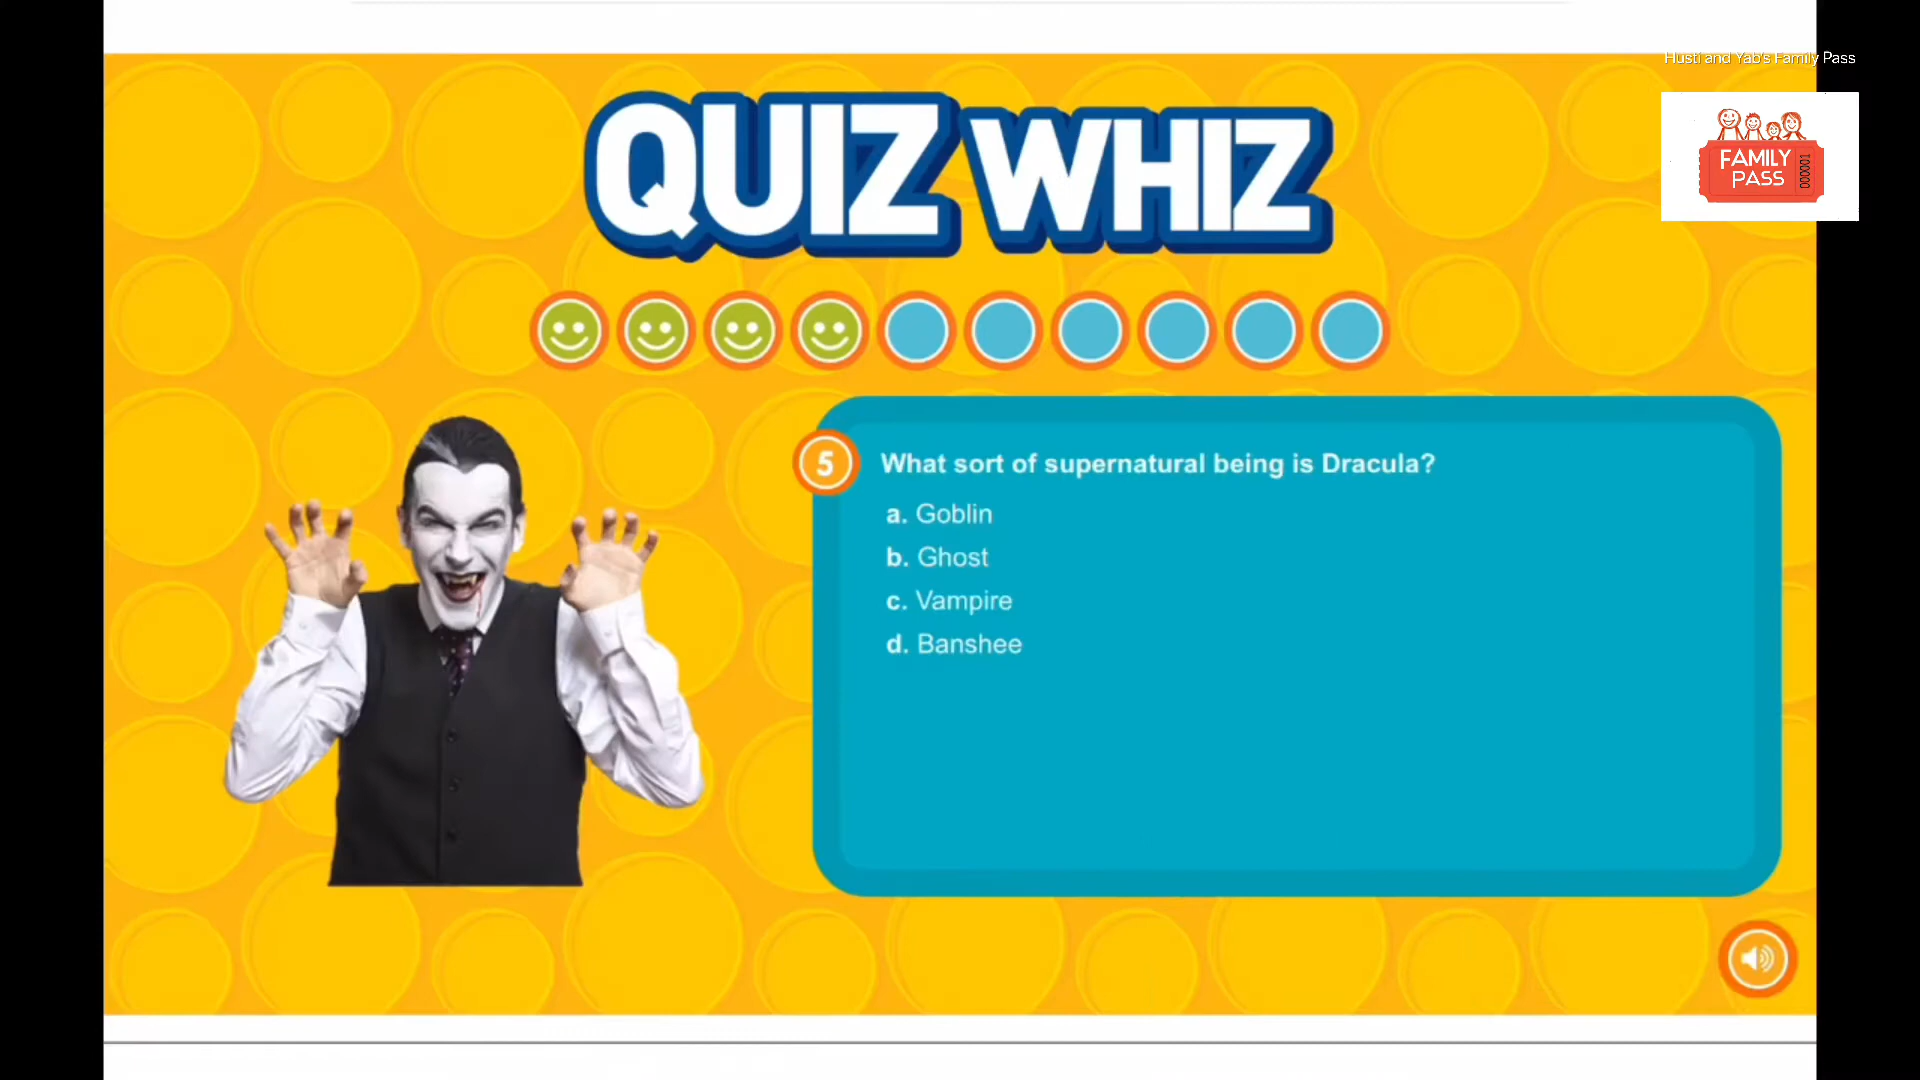 Husti and Yab's Family Pass
QUIZ WHIZ
FAMILY
PASS
000001
5
What sort of supernatural being is Dracula?
a. Goblin
b. Ghost
c. Vampire
d. Banshee